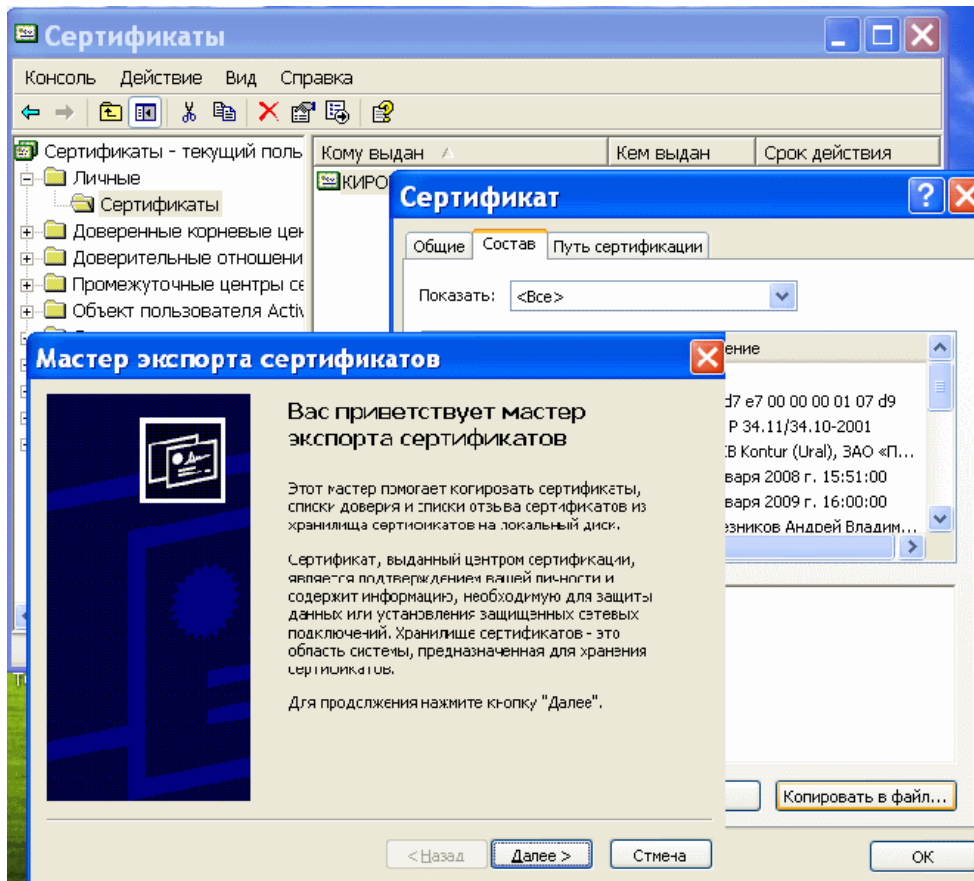 Сертификаты
Консоль Действие Вид Справка
Сертификаты - текущий поль
Кому выдан
Кем выдан
Срок действия
Личные
Сертификаты
Доверенные корневые цен
Доверительные отношени
Промежуточные центры се
Объект пользователя Activ
КИРО
Сертификат
Общие
Состав
Путь сертификации
Показать:
<Все>
ение
d7 e7 00 00 00 01 07 d9
Р 34.11/34.10-2001
Kontur (Ural), ЗАО «П...
варя 2008 г. 15:51:00
варя 2009 г. 16:00:00
зников Андрей Владим...
Мастер экспорта сертификатов
Вас приветствует мастер
экспорта сертификатов
Этот мастер помогает копировать сертификаты,
списки доверия и списки отзыва сертификатов из
хранилища сертификатов на локальный диск.
Сертификат, выданный центром сертификации,
является подтверждением вашей личности и
содержит информацию, необходимую для защиты
данных или установления защищенных сетевых
подключений. Хранилище сертификатов - это
область системы, предназначенная для хранения
сертификатов.
Для продолжения нажмите кнопку "Далее".
Копировать в файл...
< Назад
Далее >
Отмена
ОК